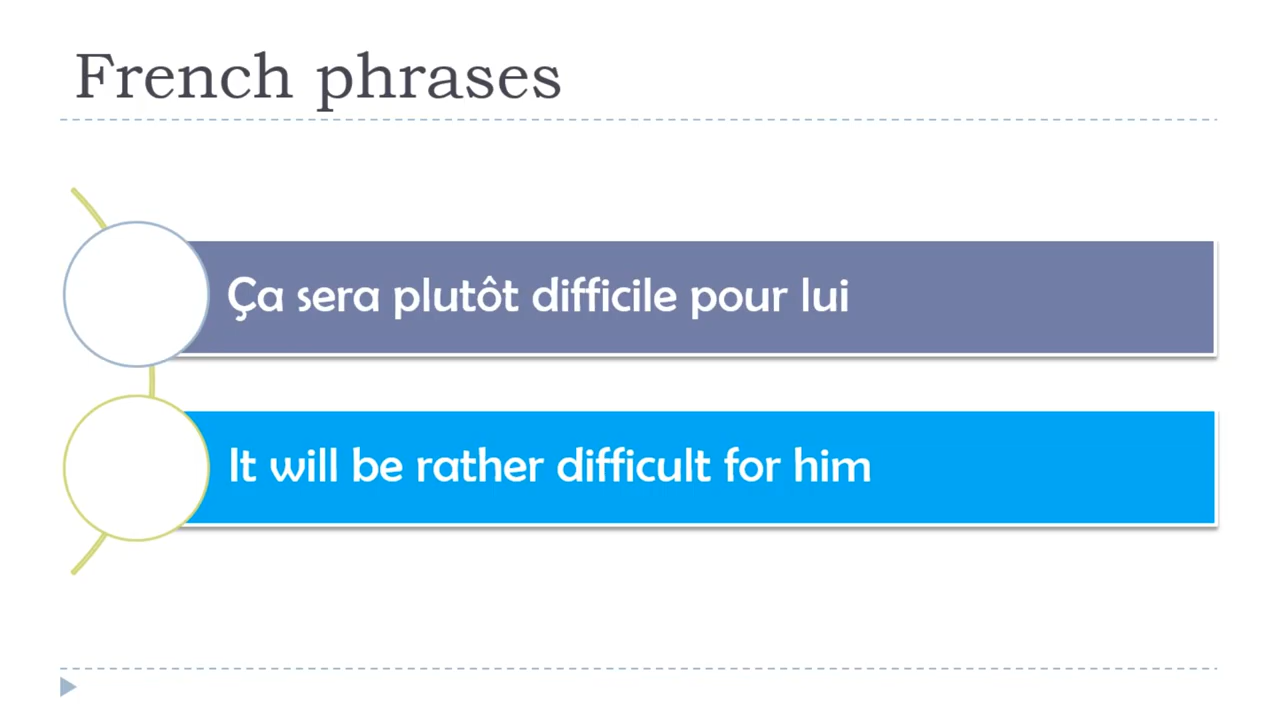 French phrases
Ça sera plutôt difficile pour lui
It will be rather difficult for him